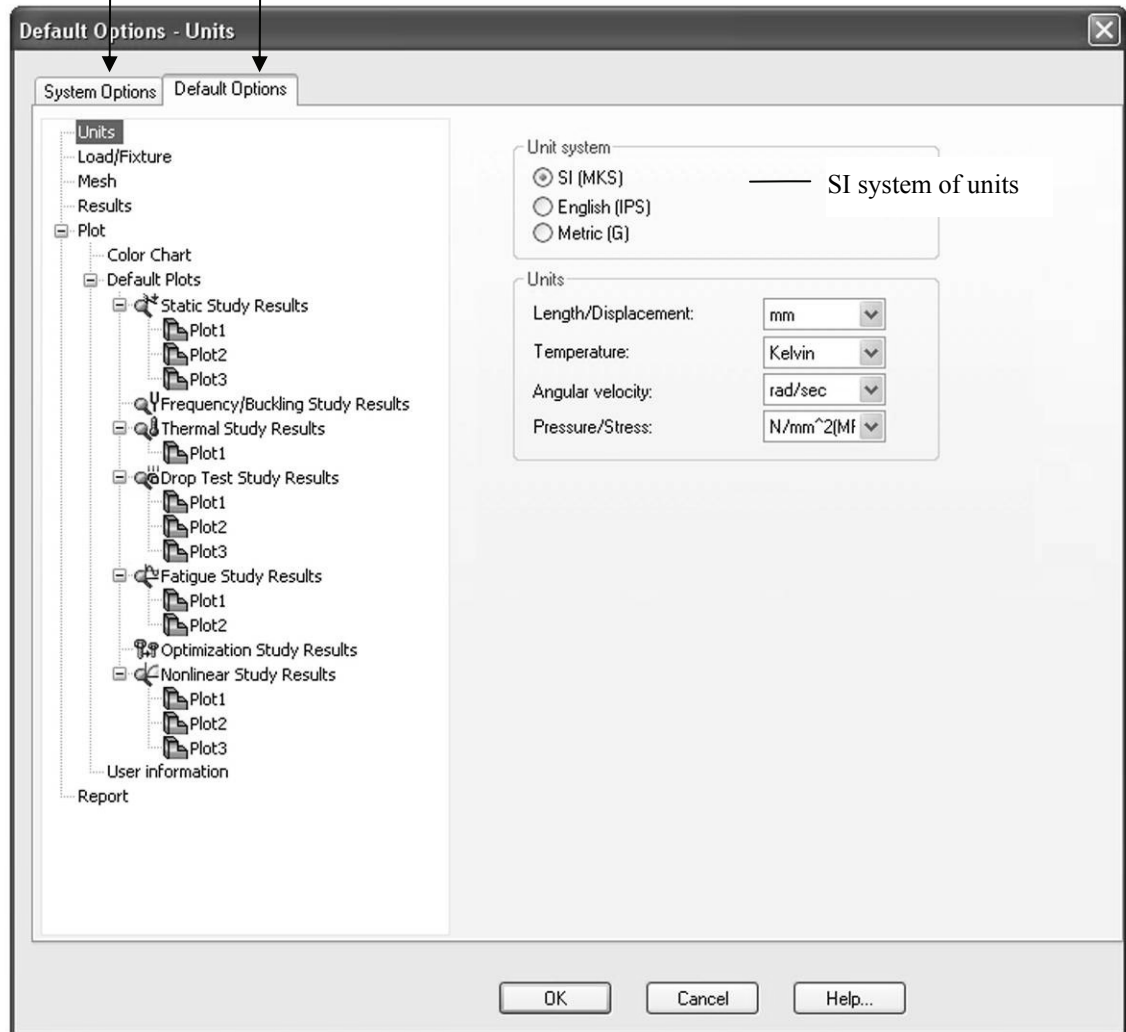 Default Options - Units
System Options
Default Options
Units
Load/Fixture
Mesh
Results
Plot
Color Chart
Default Plots
Static Study Results
Plot1
Plot2
Plot3
Frequency/Buckling Study Results
Thermal Study Results
Plot1
Drop Test Study Results
Plot1
Plot2
Plot3
Fatigue Study Results
Plot1
Plot2
Optimization Study Results
Nonlinear Study Results
Plot1
Plot2
Plot3
User information
Report
Unit system
SI (MKS)
SI system of units
English (IPS)
Metric (G)
Units
Length/Displacement: mm
Temperature: Kelvin
Angular velocity: rad/sec
Pressure/Stress: N/mm^2(MF
OK Cancel Help...